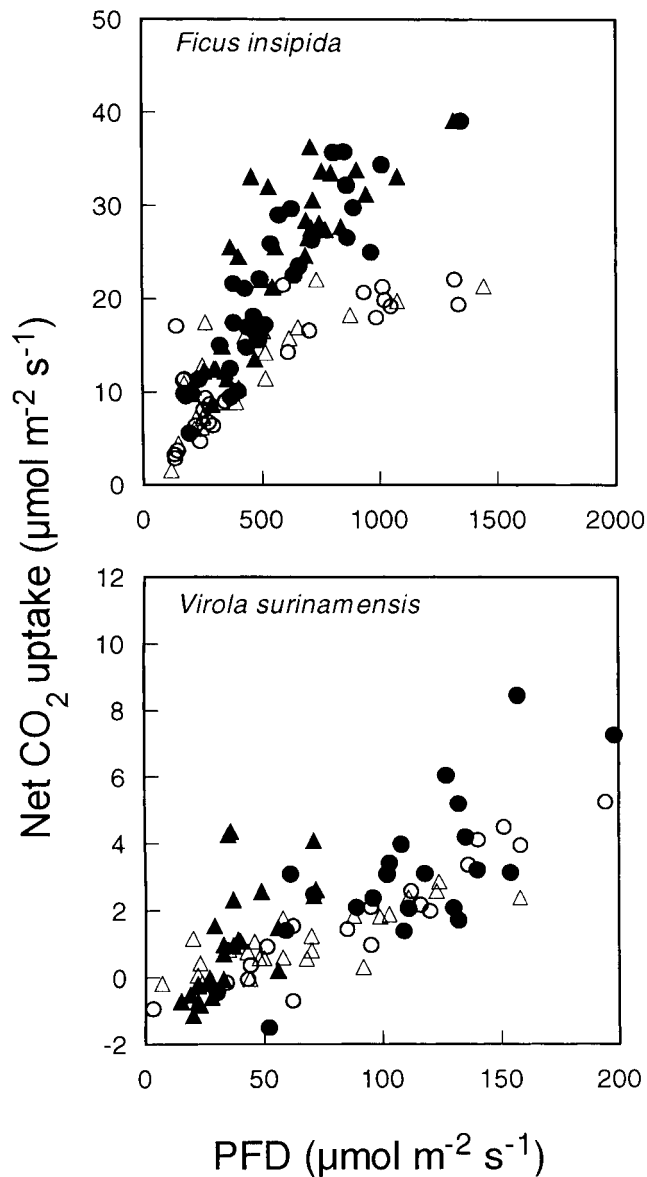 Ficus insipida
50
40
30
20
10
0
0 500 1000 1500 2000
Net CO2 uptake (µmol m-2 s-1)
Virola surinamensis
12
10
8
6
4
2
0
-2
0 50 100 150 200
PFD (µmol m-2 s-1)